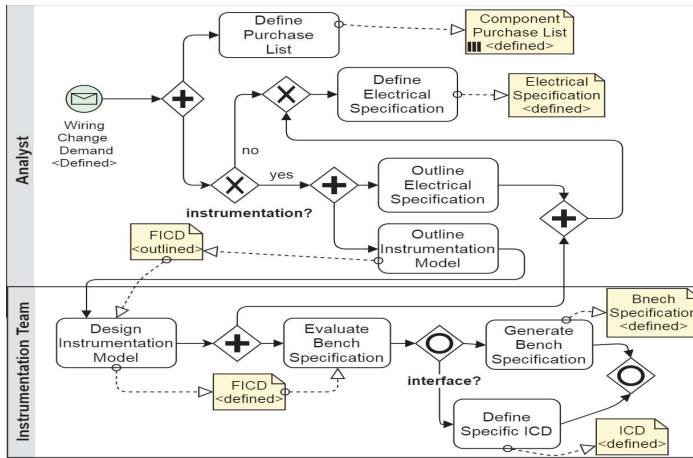 Analyst
Define
Purchase
List
Component
Purchase List
<defined>
Wiring
Change
Demand
<Defined>
Define
Electrical
Specification
Electrical
Specification
<defined>
no
yes
instrumentation?
Outline
Electrical
Specification
FICD
<outlined>
Outline
Instrumentation
Model
Instrumentation Team
Design
Instrumentation
Model
Evaluate
Bench
Specification
Generate
Bench
Specification
Bnech
Specification
<defined>
FICD
<defined>
interface?
Define
Specific ICD
ICD
<defined>